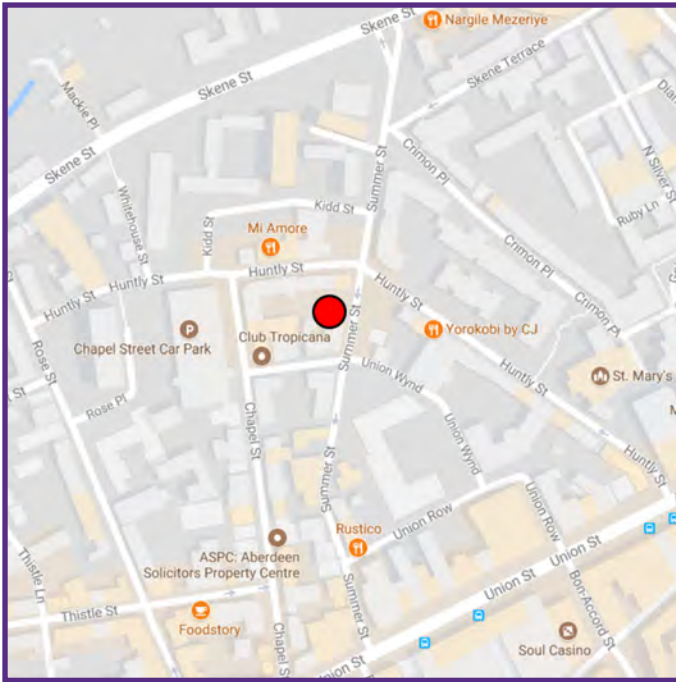 Nargile Mezeriye
Skene St
Skene Terrace
Skene St
Mackie Pl
Skene St
Summer St
Crimon Pl
N Silver St
Whitehouse St
Kidd St
Kidd St
Ruby Ln
Mi Amore
Crimon Pl
Huntly St
Huntly St
Huntly St
Crimon Pl
Summer St
Yorokobi by CJ
Chapel Street Car Park
Club Tropicana
Rose St
Union Wynd
Huntly St
St. Mary's
Rose Pl
Chapel St
Union Wynd
Summer St
Huntly St
Rustico
Union Row
Union Row
ASPC: Aberdeen
Solicitors Property Centre
Union St
Union St
Thistle Ln
Summer St
Bon-Accord St
Thistle St
Foodstory
Chapel St
Soul Casino
Union St